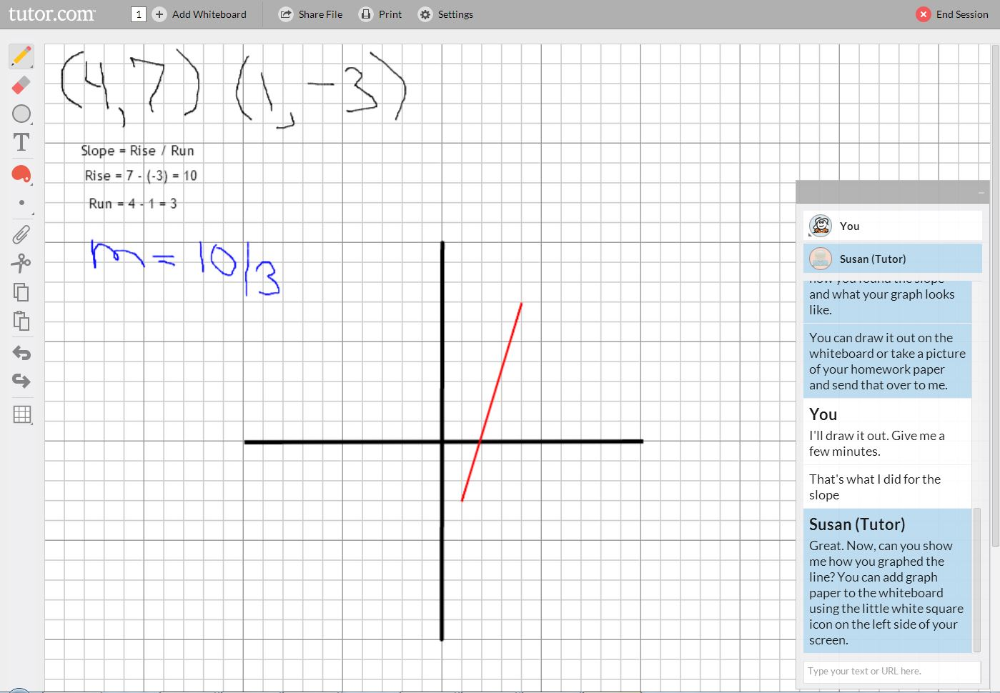 tutor.com
1 Add Whiteboard Share File Print Settings End Session
(4,7) (1, -3)
Slope = Rise / Run
Rise = 7 - (-3) = 10
Run = 4 - 1 = 3
m = 10/3
T
You
Susan (Tutor)
how you found the slope
and what your graph looks
like.
You can draw it out on the
whiteboard or take a picture
of your homework paper
and send that over to me.
You
I'll draw it out. Give me a
few minutes.
That's what I did for the
slope
Susan (Tutor)
Great. Now, can you show
me how you graphed the
line? You can add graph
paper to the whiteboard
using the little white square
icon on the left side of your
screen.
Type your text or URL here.